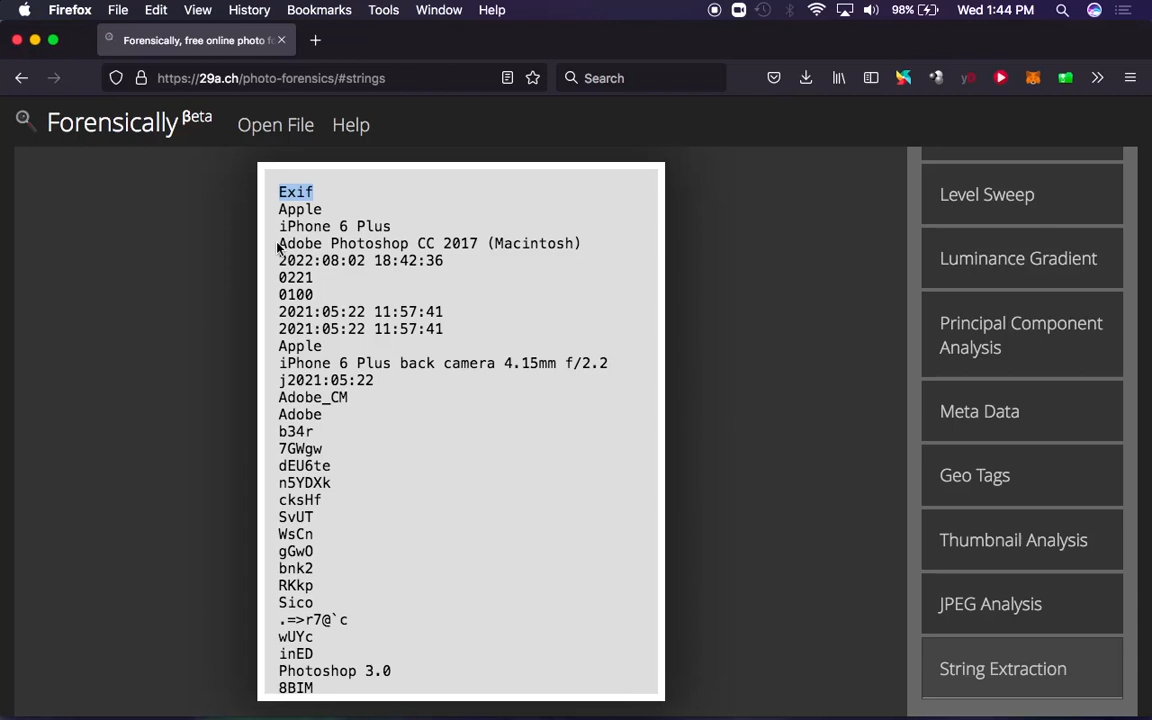 Firefox File Edit View History Bookmarks Tools Window Help 98% Wed 1:44 PM
Forensically, free online photo fo
https://29a.ch/photo-forensics/#strings Search
Forensically βeta Open File Help
Exif
Apple
iPhone 6 Plus
Adobe Photoshop CC 2017 (Macintosh)
2022:08:02 18:42:36
0221
0100
2021:05:22 11:57:41
2021:05:22 11:57:41
Apple
iPhone 6 Plus back camera 4.15mm f/2.2
j2021:05:22
Adobe_CM
Adobe
b34r
7GWgw
dEU6te
n5YDXk
cksHf
SvUT
WsCn
gGwO
bnk2
RKkp
Sico
.=>r7@`c
wUYc
inED
Photoshop 3.0
8BIM
Level Sweep
Luminance Gradient
Principal Component
Analysis
Meta Data
Geo Tags
Thumbnail Analysis
JPEG Analysis
String Extraction